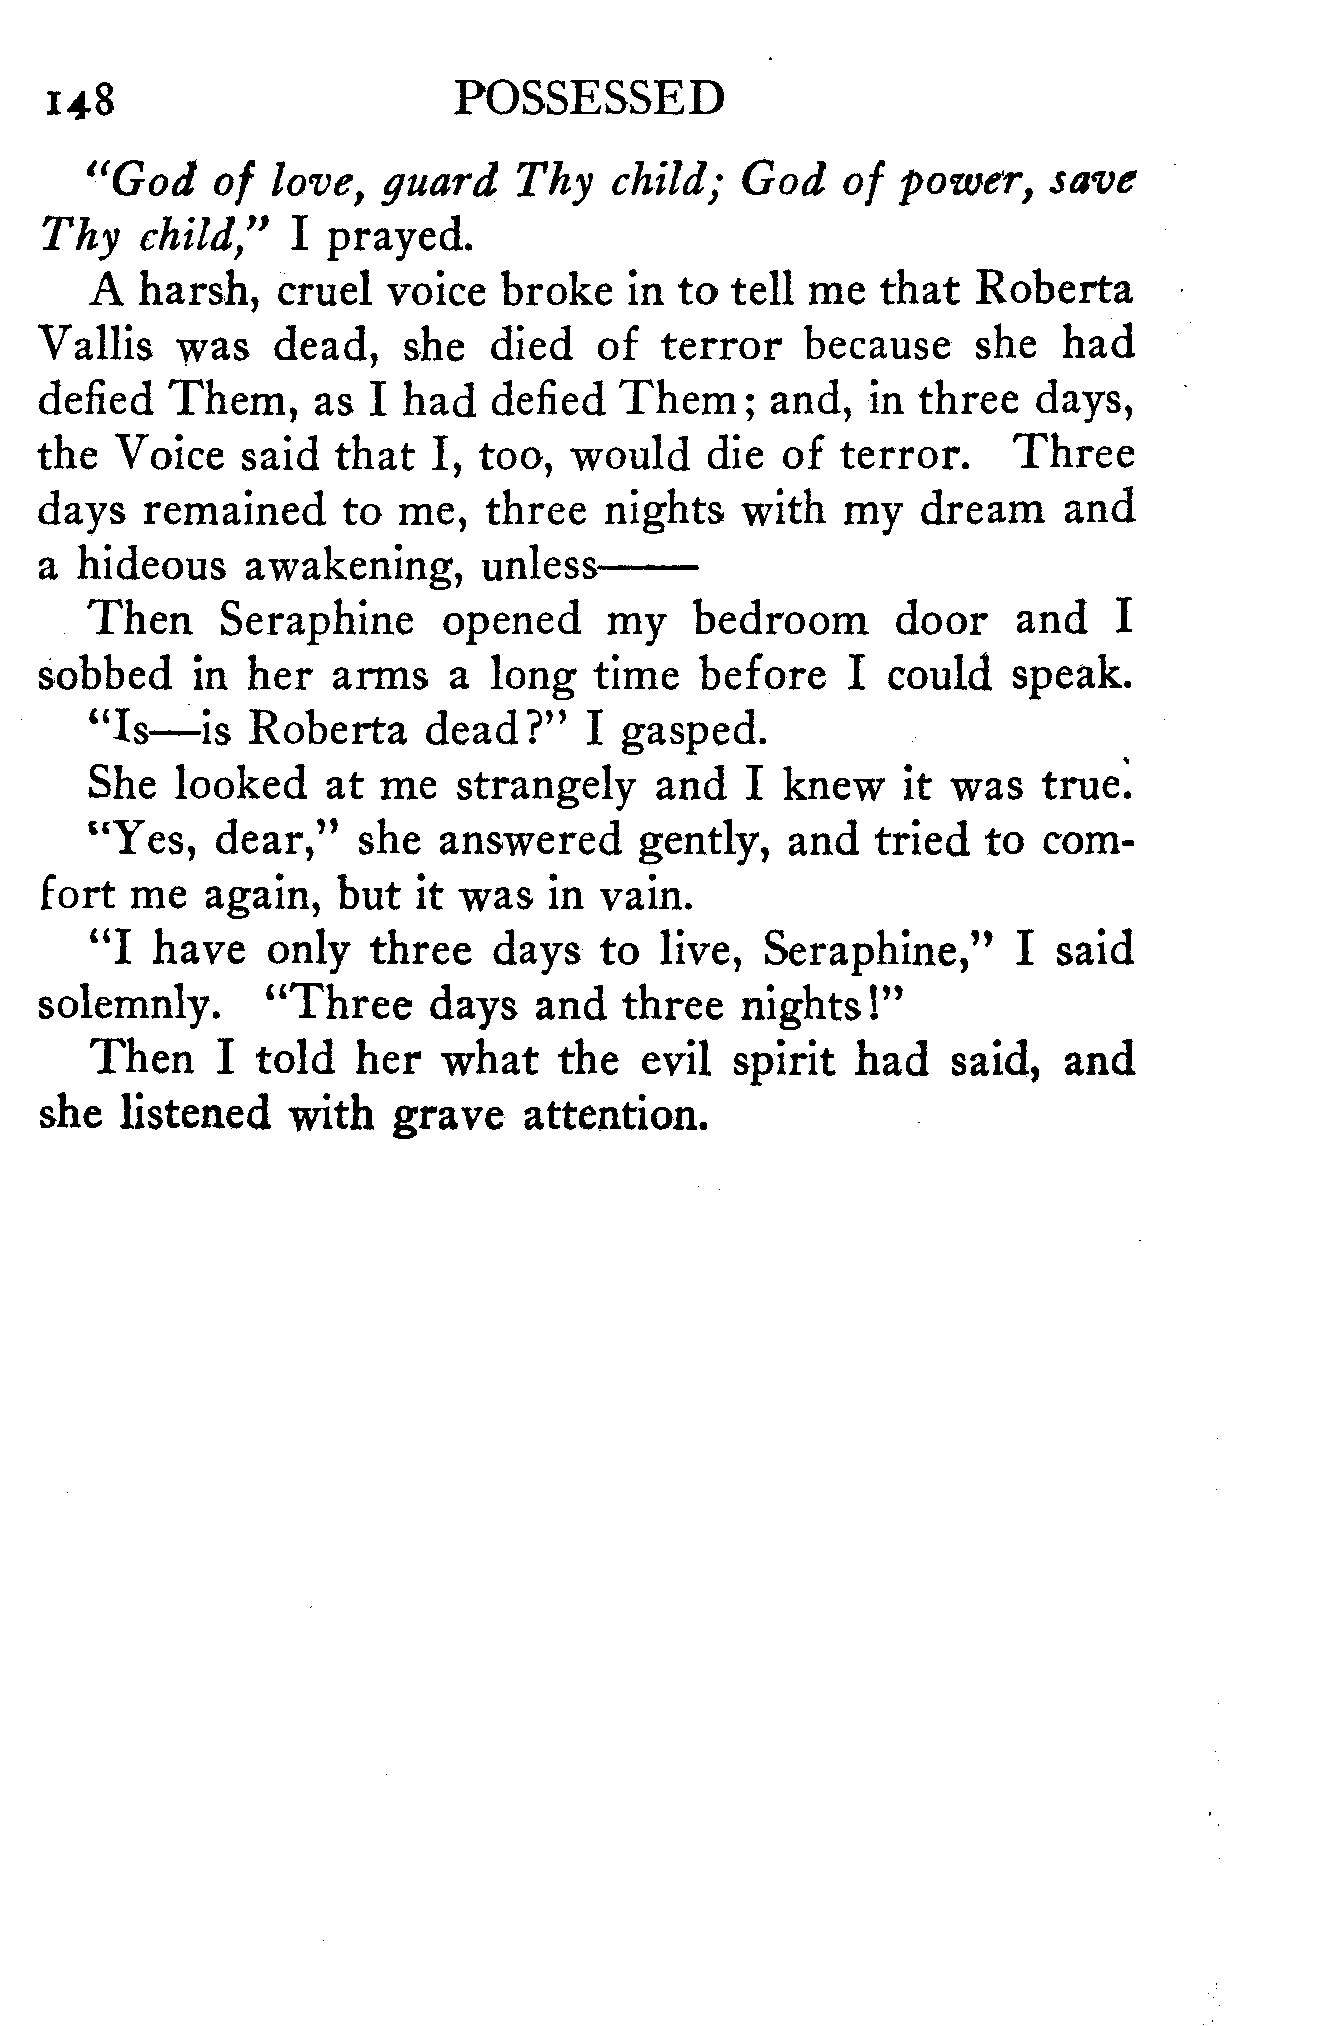 148 POSSESSED
"God of love, guard Thy child; God of power, save
Thy child," I prayed.
A harsh, cruel voice broke in to tell me that Roberta
Vallis was dead, she died of terror because she had
defied Them, as I had defied Them; and, in three days,
the Voice said that I, too, would die of terror. Three
days remained to me, three nights with my dream and
a hideous awakening, unless——
Then Seraphine opened my bedroom door and I
sobbed in her arms a long time before I could speak.
"Is—is Roberta dead?" I gasped.
She looked at me strangely and I knew it was true.
"Yes, dear," she answered gently, and tried to com-
fort me again, but it was in vain.
"I have only three days to live, Seraphine," I said
solemnly. "Three days and three nights!"
Then I told her what the evil spirit had said, and
she listened with grave attention.